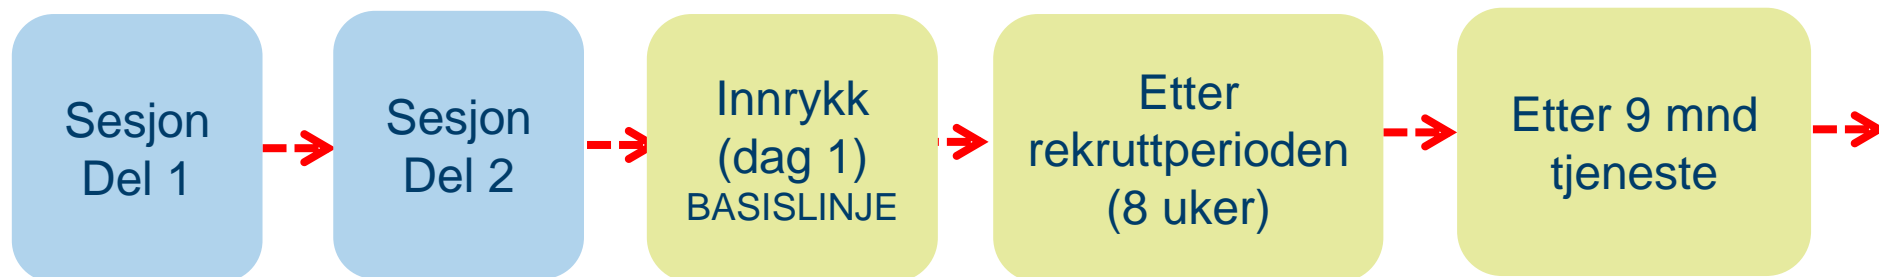 Sesjon
Del 1
Sesjon
Del 2
Innrykk
(dag 1)
BASISLINJE
Etter
rekruttperioden
(8 uker)
Etter 9 mnd
tjeneste